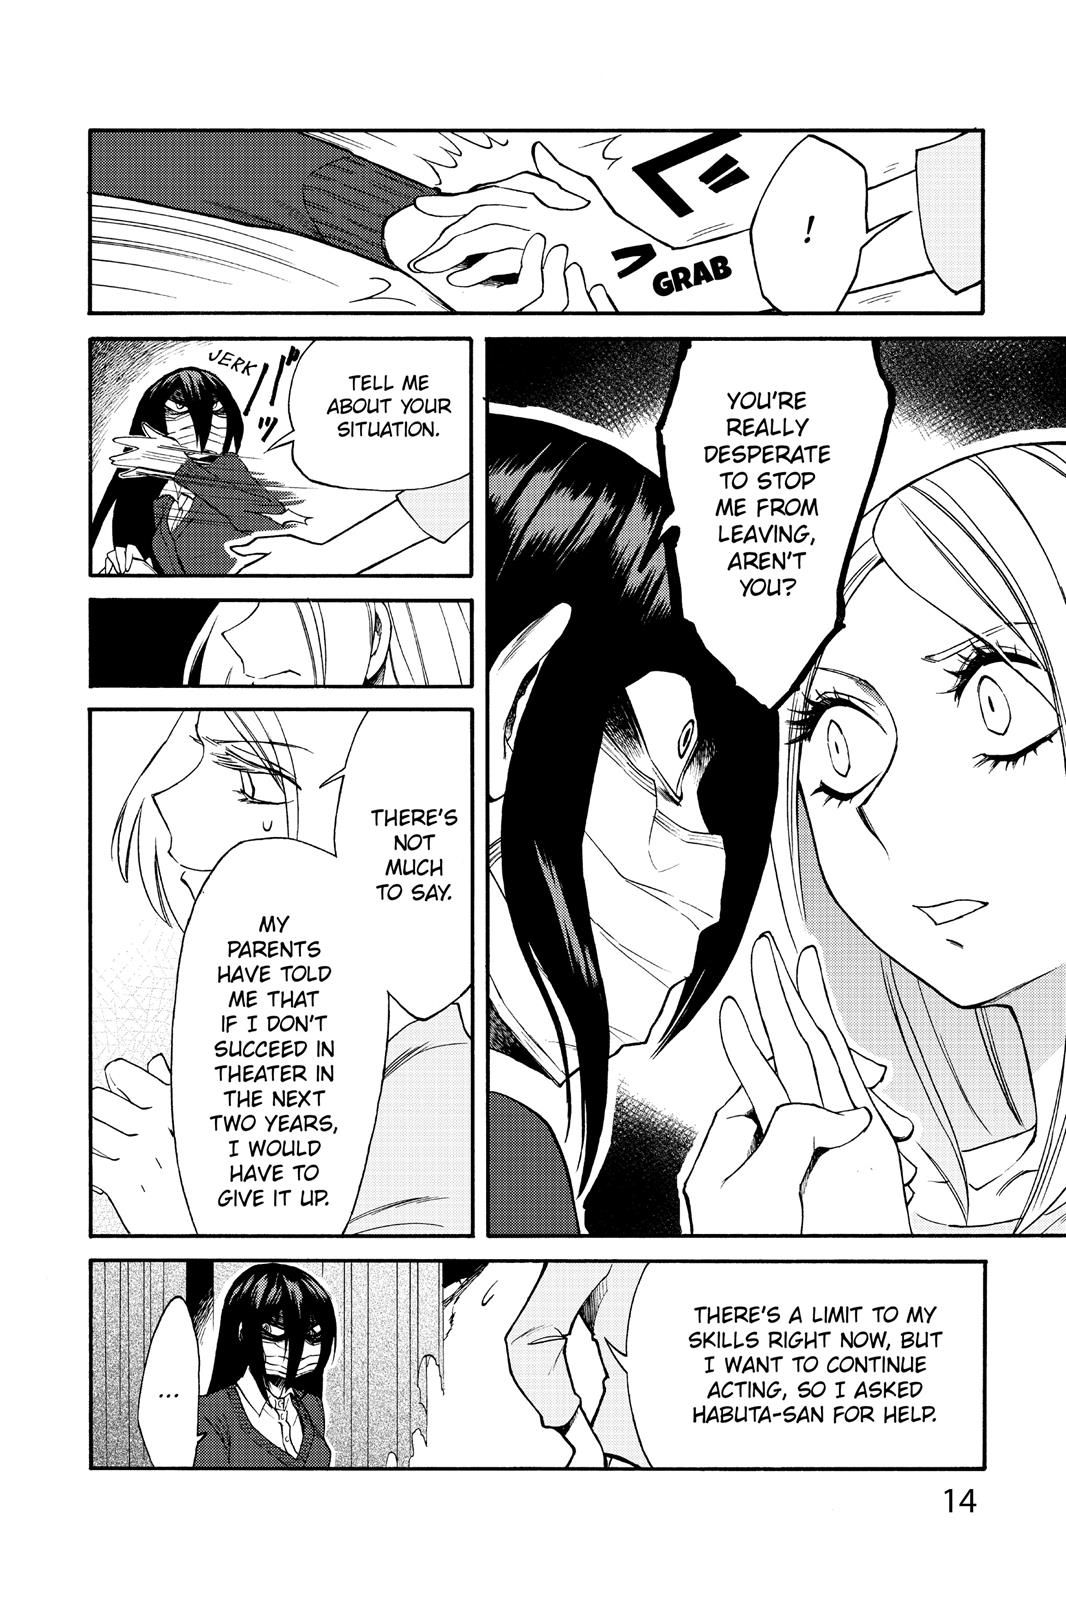 !
グッ
GRAB
YOU'RE
REALLY
DESPERATE
TO STOP
ME FROM
LEAVING,
AREN'T
YOU?
TELL ME
ABOUT YOUR
SITUATION.
JERK
THERE'S
NOT
MUCH
TO SAY.
MY
PARENTS
HAVE TOLD
ME THAT
IF I DON'T
SUCCEED IN
THEATER IN
THE NEXT
TWO YEARS,
I WOULD
HAVE TO
GIVE IT UP.
THERE'S A LIMIT TO MY
SKILLS RIGHT NOW, BUT
I WANT TO CONTINUE
ACTING, SO I ASKED
HABUTA-SAN FOR HELP.
...
14